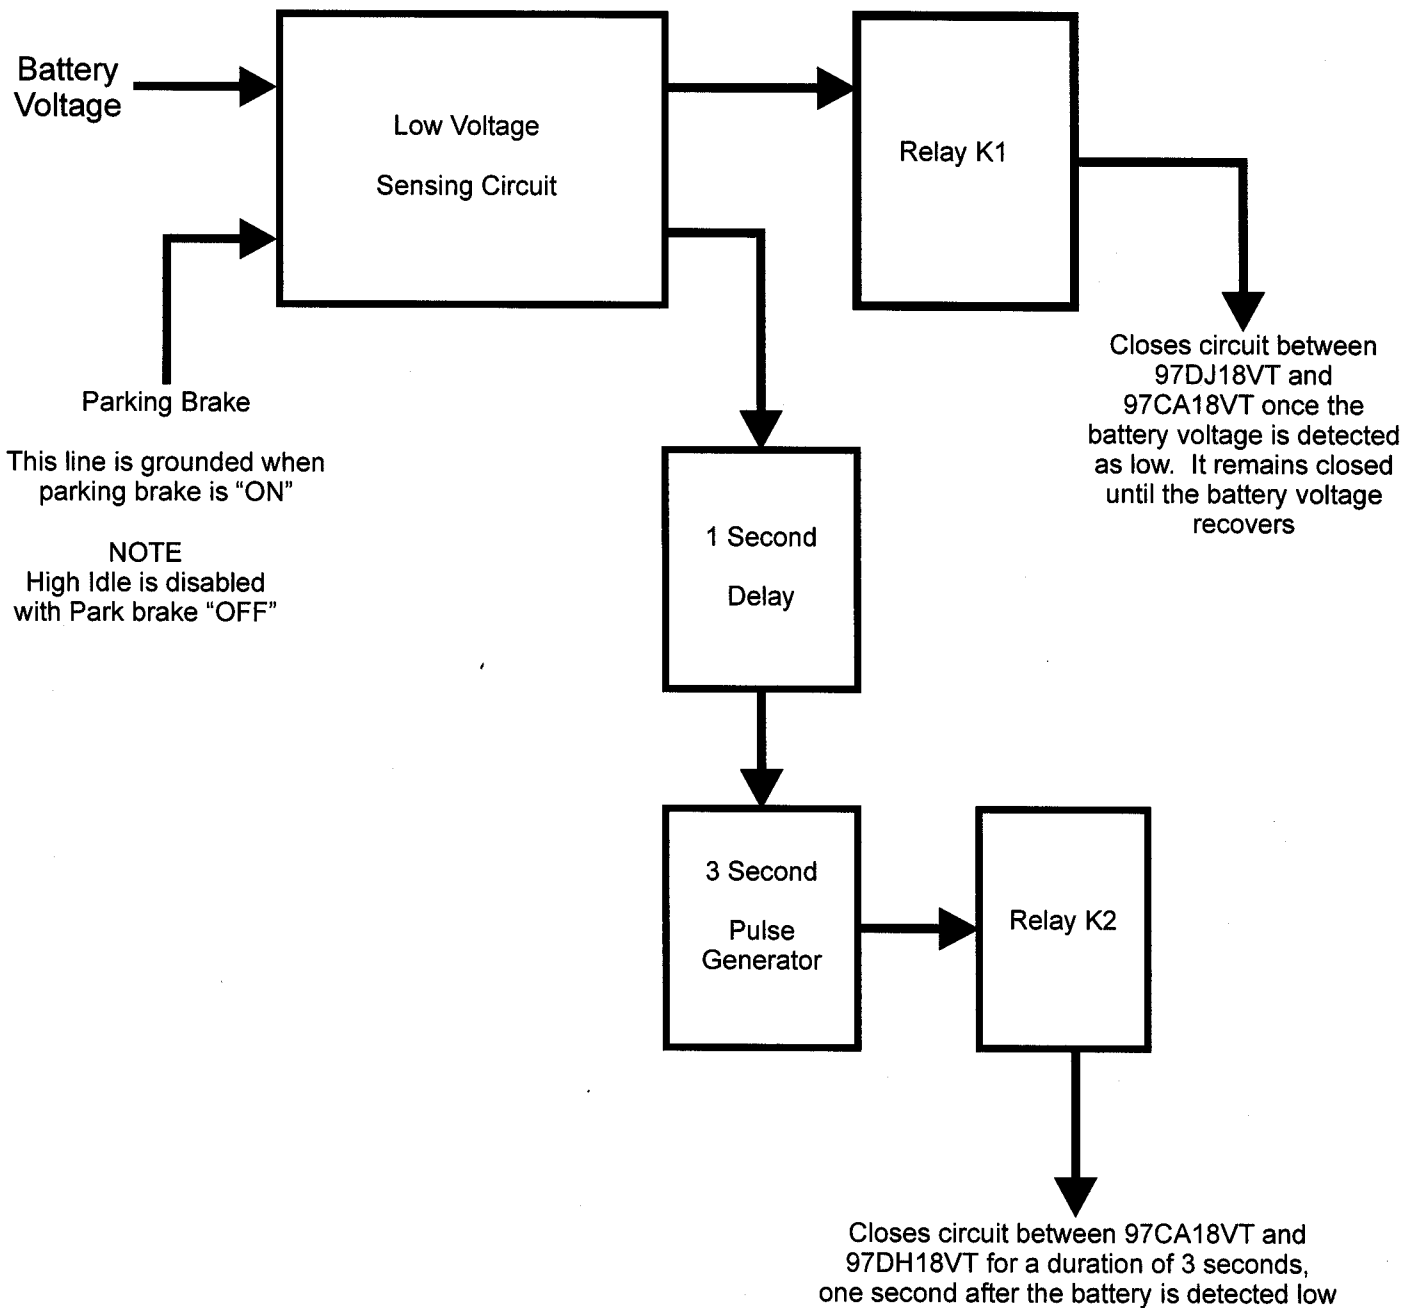 Battery
Voltage
Low Voltage
Sensing Circuit
Relay K1
Parking Brake
This line is grounded when
parking brake is “ON”
NOTE
High Idle is disabled
with Park brake “OFF”
Closes circuit between
97DJ18VT and
97CA18VT once the
battery voltage is detected
as low. It remains closed
until the battery voltage
recovers
1 Second
Delay
3 Second
Pulse
Generator
Relay K2
Closes circuit between 97CA18VT and
97DH18VT for a duration of 3 seconds,
one second after the battery is detected low